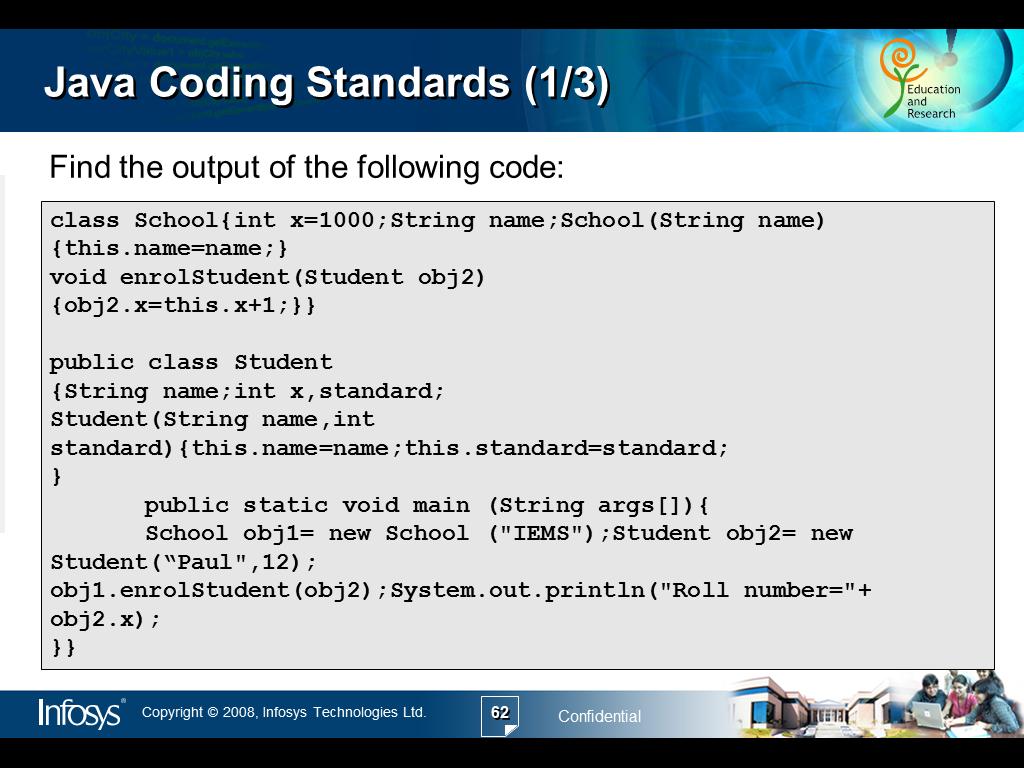 Java Coding Standards (1/3)
Education
and
Research
Find the output of the following code:
class School{int x=1000;String name;School(String name)
{this.name=name;}
void enrolStudent(Student obj2)
{obj2.x=this.x+1;}}
public class Student
{String name;int x,standard;
Student(String name,int
standard){this.name=name;this.standard=standard;
}
public static void main (String args[]){
School obj1= new School ("IEMS");Student obj2= new
Student(“Paul",12);
obj1.enrolStudent(obj2);System.out.println("Roll number="+
obj2.x);
}}
Infosys®
Copyright © 2008, Infosys Technologies Ltd.
62
Confidential